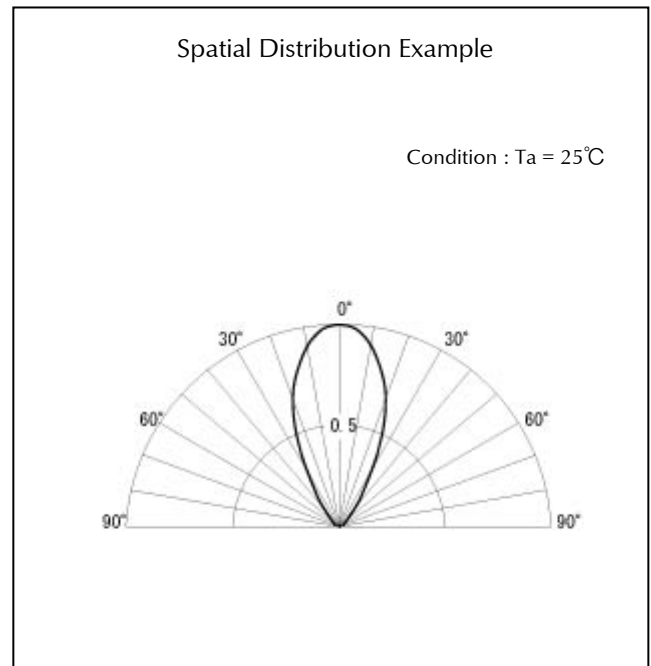 Spatial Distribution Example
Condition : Ta = 25℃
0°
30° 30°
60° 0. 5 60°
90° 90°